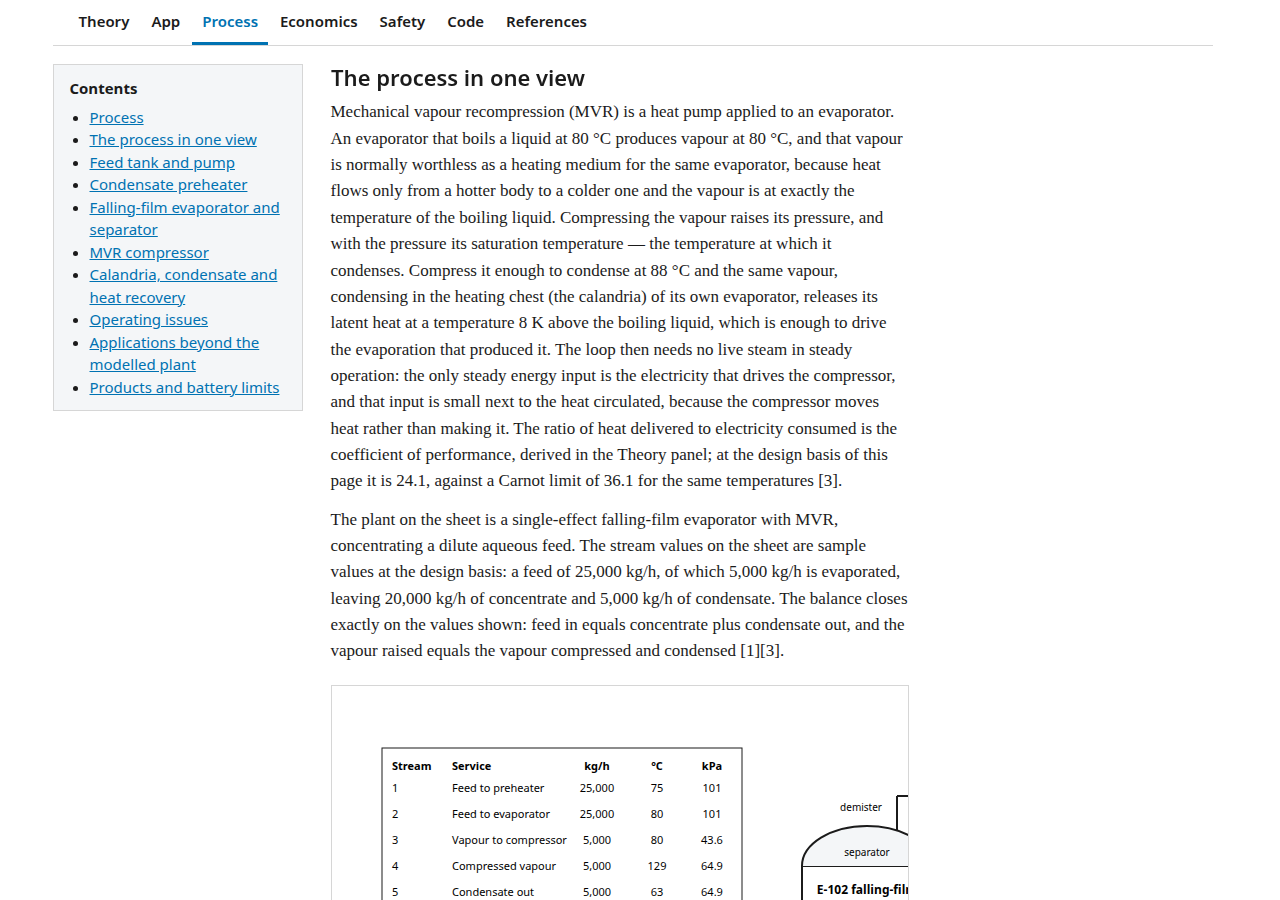 Theory App Process Economics Safety Code References
Contents
Process
The process in one view
Feed tank and pump
Condensate preheater
Falling-film evaporator and
separator
MVR compressor
Calandria, condensate and
heat recovery
Operating issues
Applications beyond the
modelled plant
Products and battery limits
The process in one view
Mechanical vapour recompression (MVR) is a heat pump applied to an evaporator.
An evaporator that boils a liquid at 80 °C produces vapour at 80 °C, and that vapour
is normally worthless as a heating medium for the same evaporator, because heat
flows only from a hotter body to a colder one and the vapour is at exactly the
temperature of the boiling liquid. Compressing the vapour raises its pressure, and
with the pressure its saturation temperature — the temperature at which it
condenses. Compress it enough to condense at 88 °C and the same vapour,
condensing in the heating chest (the calandria) of its own evaporator, releases its
latent heat at a temperature 8 K above the boiling liquid, which is enough to drive
the evaporation that produced it. The loop then needs no live steam in steady
operation: the only steady energy input is the electricity that drives the compressor,
and that input is small next to the heat circulated, because the compressor moves
heat rather than making it. The ratio of heat delivered to electricity consumed is the
coefficient of performance, derived in the Theory panel; at the design basis of this
page it is 24.1, against a Carnot limit of 36.1 for the same temperatures [3].
The plant on the sheet is a single-effect falling-film evaporator with MVR,
concentrating a dilute aqueous feed. The stream values on the sheet are sample
values at the design basis: a feed of 25,000 kg/h, of which 5,000 kg/h is evaporated,
leaving 20,000 kg/h of concentrate and 5,000 kg/h of condensate. The balance closes
exactly on the values shown: feed in equals concentrate plus condensate out, and the
vapour raised equals the vapour compressed and condensed [1][3].
Stream Service kg/h °C kPa
1 Feed to preheater 25,000 75 101
2 Feed to evaporator 25,000 80 101
3 Vapour to compressor 5,000 80 43.6
4 Compressed vapour 5,000 129 64.9
5 Condensate out 5,000 63 64.9
demister
separator
E-102 falling-film